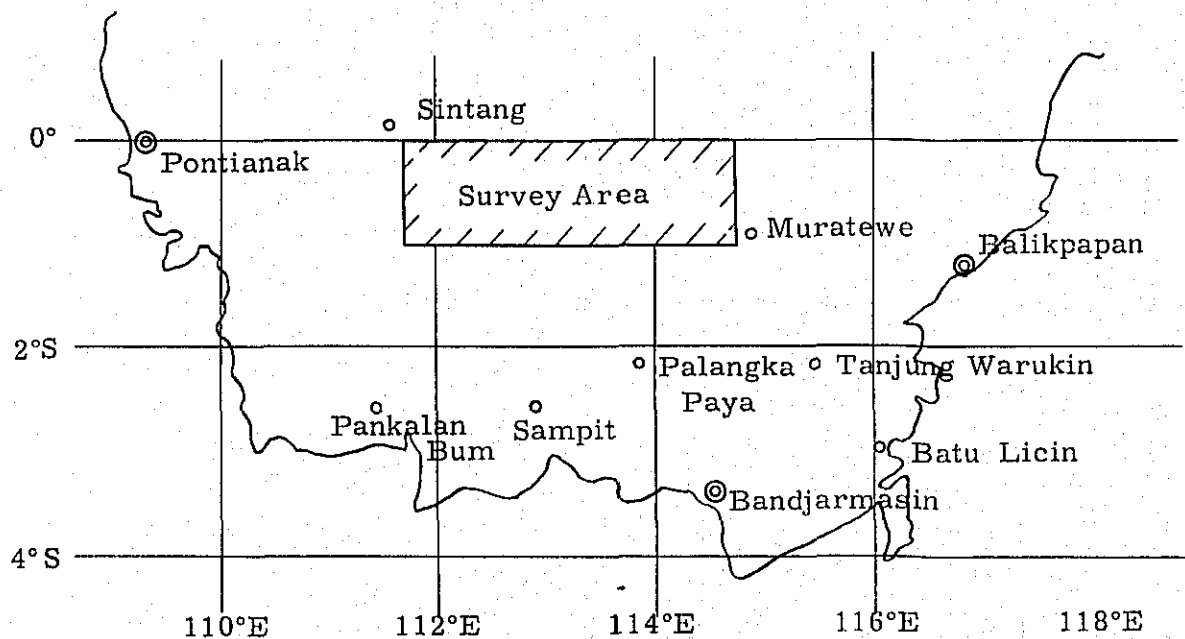 Sintang
0°
Pontianak
Survey Area
Muratewe
Balikpapan
2°S
Palangka
Paya
Tanjung Warukin
Pankalan
Bum
Sampit
Batu Licin
Bandjarmasin
4°S
110°E
112°E
114°E
116°E
118°E